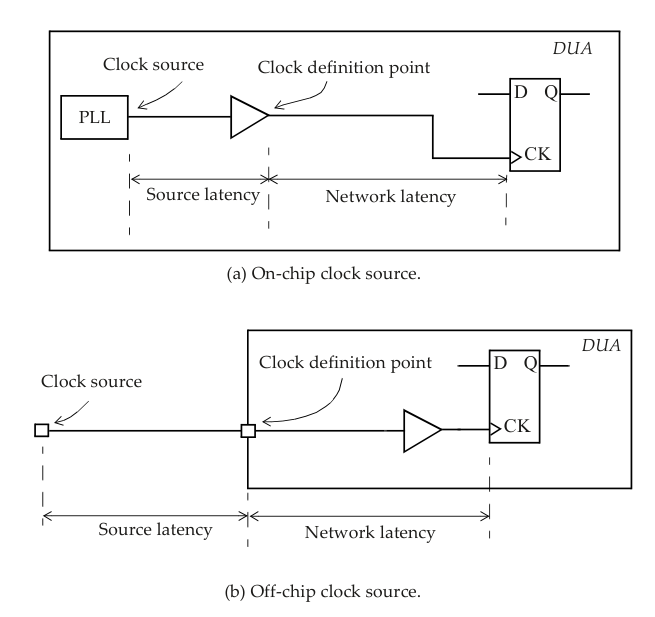 DUA
Clock source
Clock definition point
PLL
D Q
CK
Source latency
Network latency
(a) On-chip clock source.
DUA
Clock definition point
D Q
Clock source
CK
Source latency
Network latency
(b) Off-chip clock source.